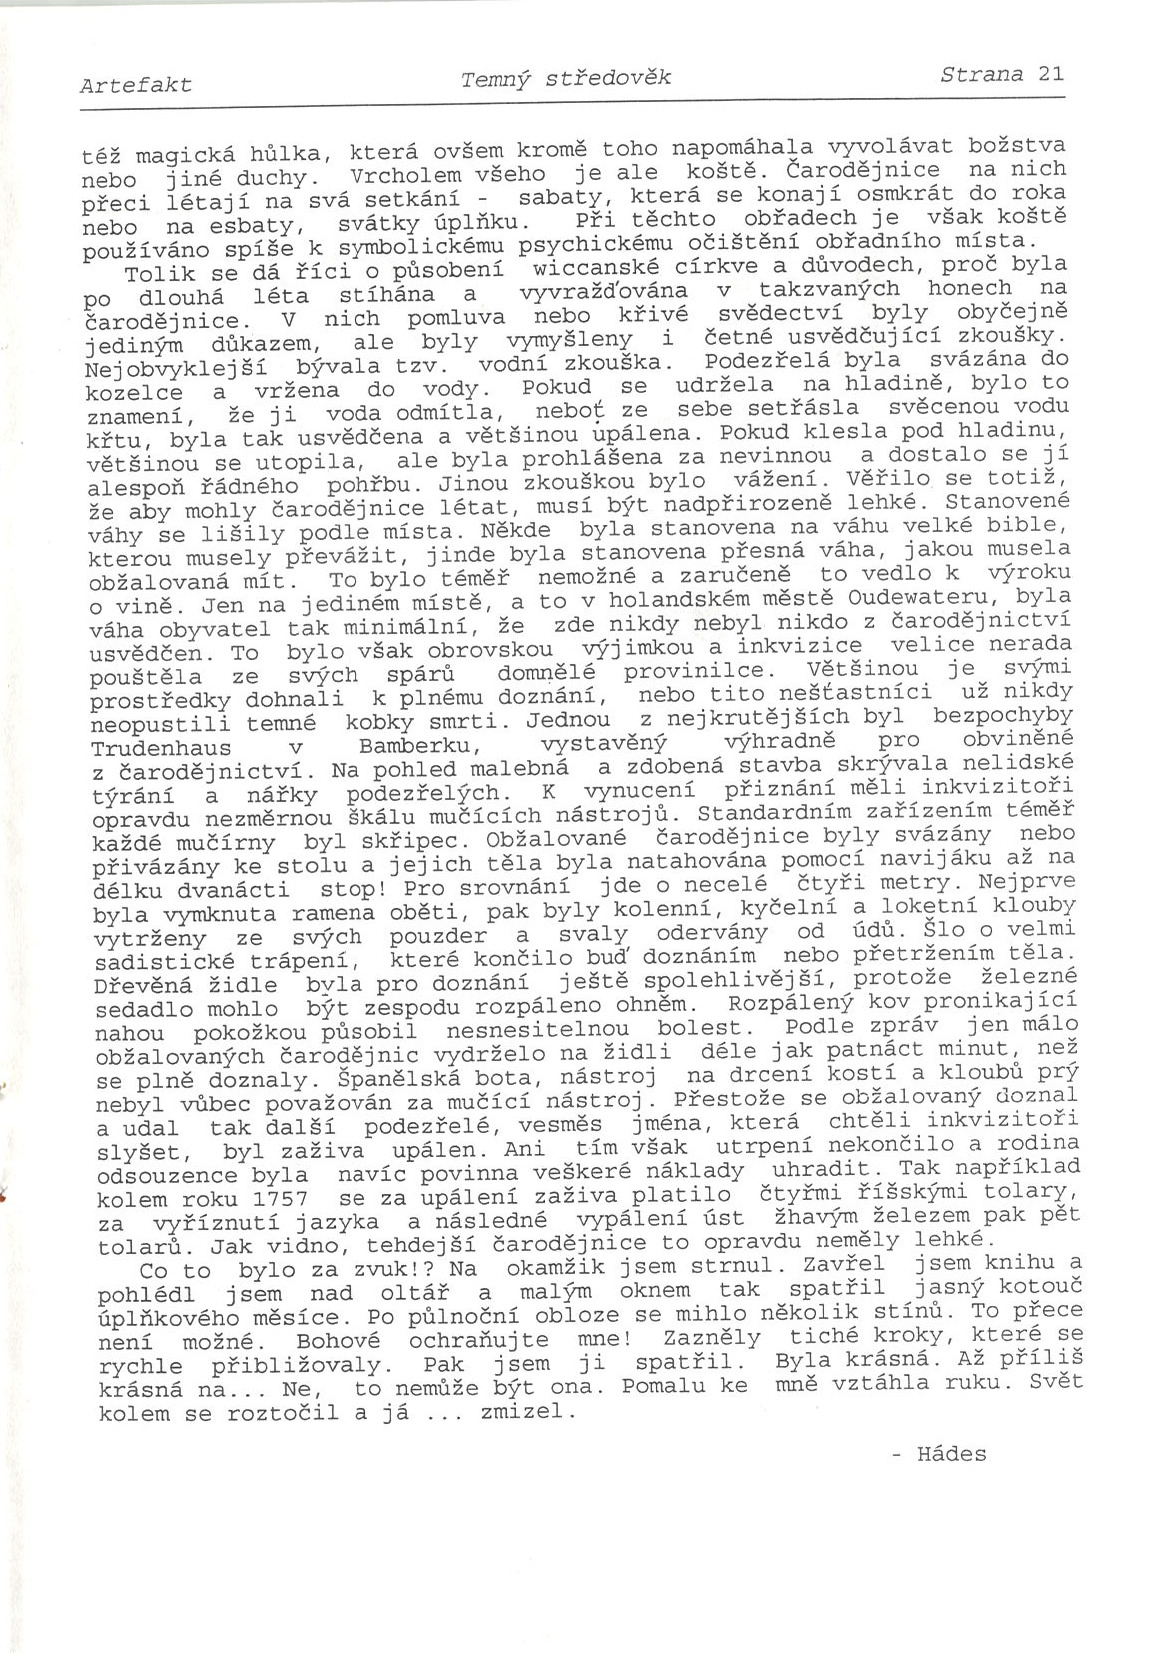 Artefakt Temný středověk Strana 21
též magická hůlka, která ovšem kromě toho napomáhala vyvolávat božstva
nebo jiné duchy. Vrcholem všeho je ale koště. Čarodějnice na nich
přeci létají na svá setkání - sabaty, která se konají osmkrát do roka
nebo na esbaty, svátky úplňku. Při těchto obřadech je však koště
používáno spíše k symbolickému psychickému očištění obřadního místa.
Tolik se dá říci o působení wiccanské církve a důvodech, proč byla
po dlouhá léta stíhána a vyvražďována v takzvaných honech na
čarodějnice. V nich pomluva nebo křivé svědectví byly obyčejně
jediným důkazem, ale byly vymyšleny i četné usvědčující zkoušky.
Nejobvyklejší bývala tzv. vodní zkouška. Podezřelá byla svázána do
kozelce a vržena do vody. Pokud se udržela na hladině, bylo to
znamení, že ji voda odmítla, neboť ze sebe setřásla svěcenou vodu
křtu, byla tak usvědčena a většinou upálena. Pokud klesla pod hladinu,
většinou se utopila, ale byla prohlášena za nevinnou a dostalo se jí
alespoň řádného pohřbu. Jinou zkouškou bylo vážení. Věřilo se totiž,
že aby mohly čarodějnice létat, musí být nadpřirozeně lehké. Stanovené
váhy se lišily podle místa. Někde byla stanovena na váhu velké bible,
kterou musely převážit, jinde byla stanovena přesná váha, jakou musela
obžalovaná mít. To bylo téměř nemožné a zaručeně to vedlo k výroku
o vině. Jen na jediném místě, a to v holandském městě Oudewateru, byla
váha obyvatel tak minimální, že zde nikdy nebyl nikdo z čarodějnictví
usvědčen. To bylo však obrovskou výjimkou a inkvizice velice nerada
pouštěla ze svých spárů domnělé provinilce. Většinou je svými
prostředky dohnali k plnému doznání, nebo tito nešťastníci už nikdy
neopustili temné kobky smrti. Jednou z nejkrutějších byl bezpochyby
Trudenhaus v Bamberku, vystavěný výhradně pro obviněné
z čarodějnictví. Na pohled malebná a zdobená stavba skrývala nelidské
týrání a nářky podezřelých. K vynucení přiznání měli inkvizitoři
opravdu nezměrnou škálu mučících nástrojů. Standardním zařízením téměř
každé mučírny byl skřipec. Obžalované čarodějnice byly svázány nebo
přivázány ke stolu a jejich těla byla natahována pomocí navijáku až na
délku dvanácti stop! Pro srovnání jde o necelé čtyři metry. Nejprve
byla vymknuta ramena oběti, pak byly kolenní, kyčelní a loketní klouby
vytrženy ze svých pouzder a svaly odervány od údů. Šlo o velmi
sadistické trápení, které končilo buď doznáním nebo přetržením těla.
Dřevěná židle byla pro doznání ještě spolehlivější, protože železné
sedadlo mohlo být zespodu rozpáleno ohněm. Rozpálený kov pronikající
nahou pokožkou působil nesnesitelnou bolest. Podle zpráv jen málo
obžalovaných čarodějnic vydrželo na židli déle jak patnáct minut, než
se plně doznaly. Španělská bota, nástroj na drcení kostí a kloubů prý
nebyl vůbec považován za mučící nástroj. Přestože se obžalovaný doznal
a udal tak další podezřelé, vesměs jména, která chtěli inkvizitoři
slyšet, byl zaživa upálen. Ani tím však utrpení nekončilo a rodina
odsouzence byla navíc povinna veškeré náklady uhradit. Tak například
kolem roku 1757 se za upálení zaživa platilo čtyřmi říšskými tolary,
za vyříznutí jazyka a následné vypálení úst žhavým železem pak pět
tolarů. Jak vidno, tehdejší čarodějnice to opravdu neměly lehké.
Co to bylo za zvuk!? Na okamžik jsem strnul. Zavřel jsem knihu a
pohlédl jsem nad oltář a malým oknem tak spatřil jasný kotouč
úplňkového měsíce. Po půlnoční obloze se mihlo několik stínů. To přece
není možné. Bohové ochraňujte mne! Zazněly tiché kroky, které se
rychle přibližovaly. Pak jsem ji spatřil. Byla krásná. Až příliš
krásná na... Ne, to nemůže být ona. Pomalu ke mně vztáhla ruku. Svět
kolem se roztočil a já ... zmizel.
- Hádes